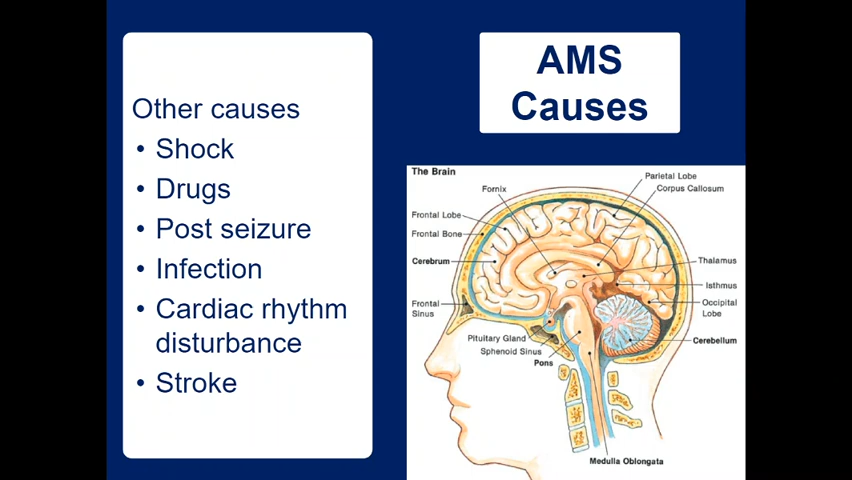 AMS
Causes
Other causes
• Shock
• Drugs
• Post seizure
• Infection
• Cardiac rhythm
disturbance
• Stroke
The Brain
Parietal Lobe
Fornix
Corpus Callosum
Frontal Lobe
Frontal Bone
Cerebrum
Thalamus
Isthmus
Frontal
Sinus
Occipital
Lobe
Pituitary Gland
Cerebellum
Sphenoid Sinus
Pons
Medulla Oblongata